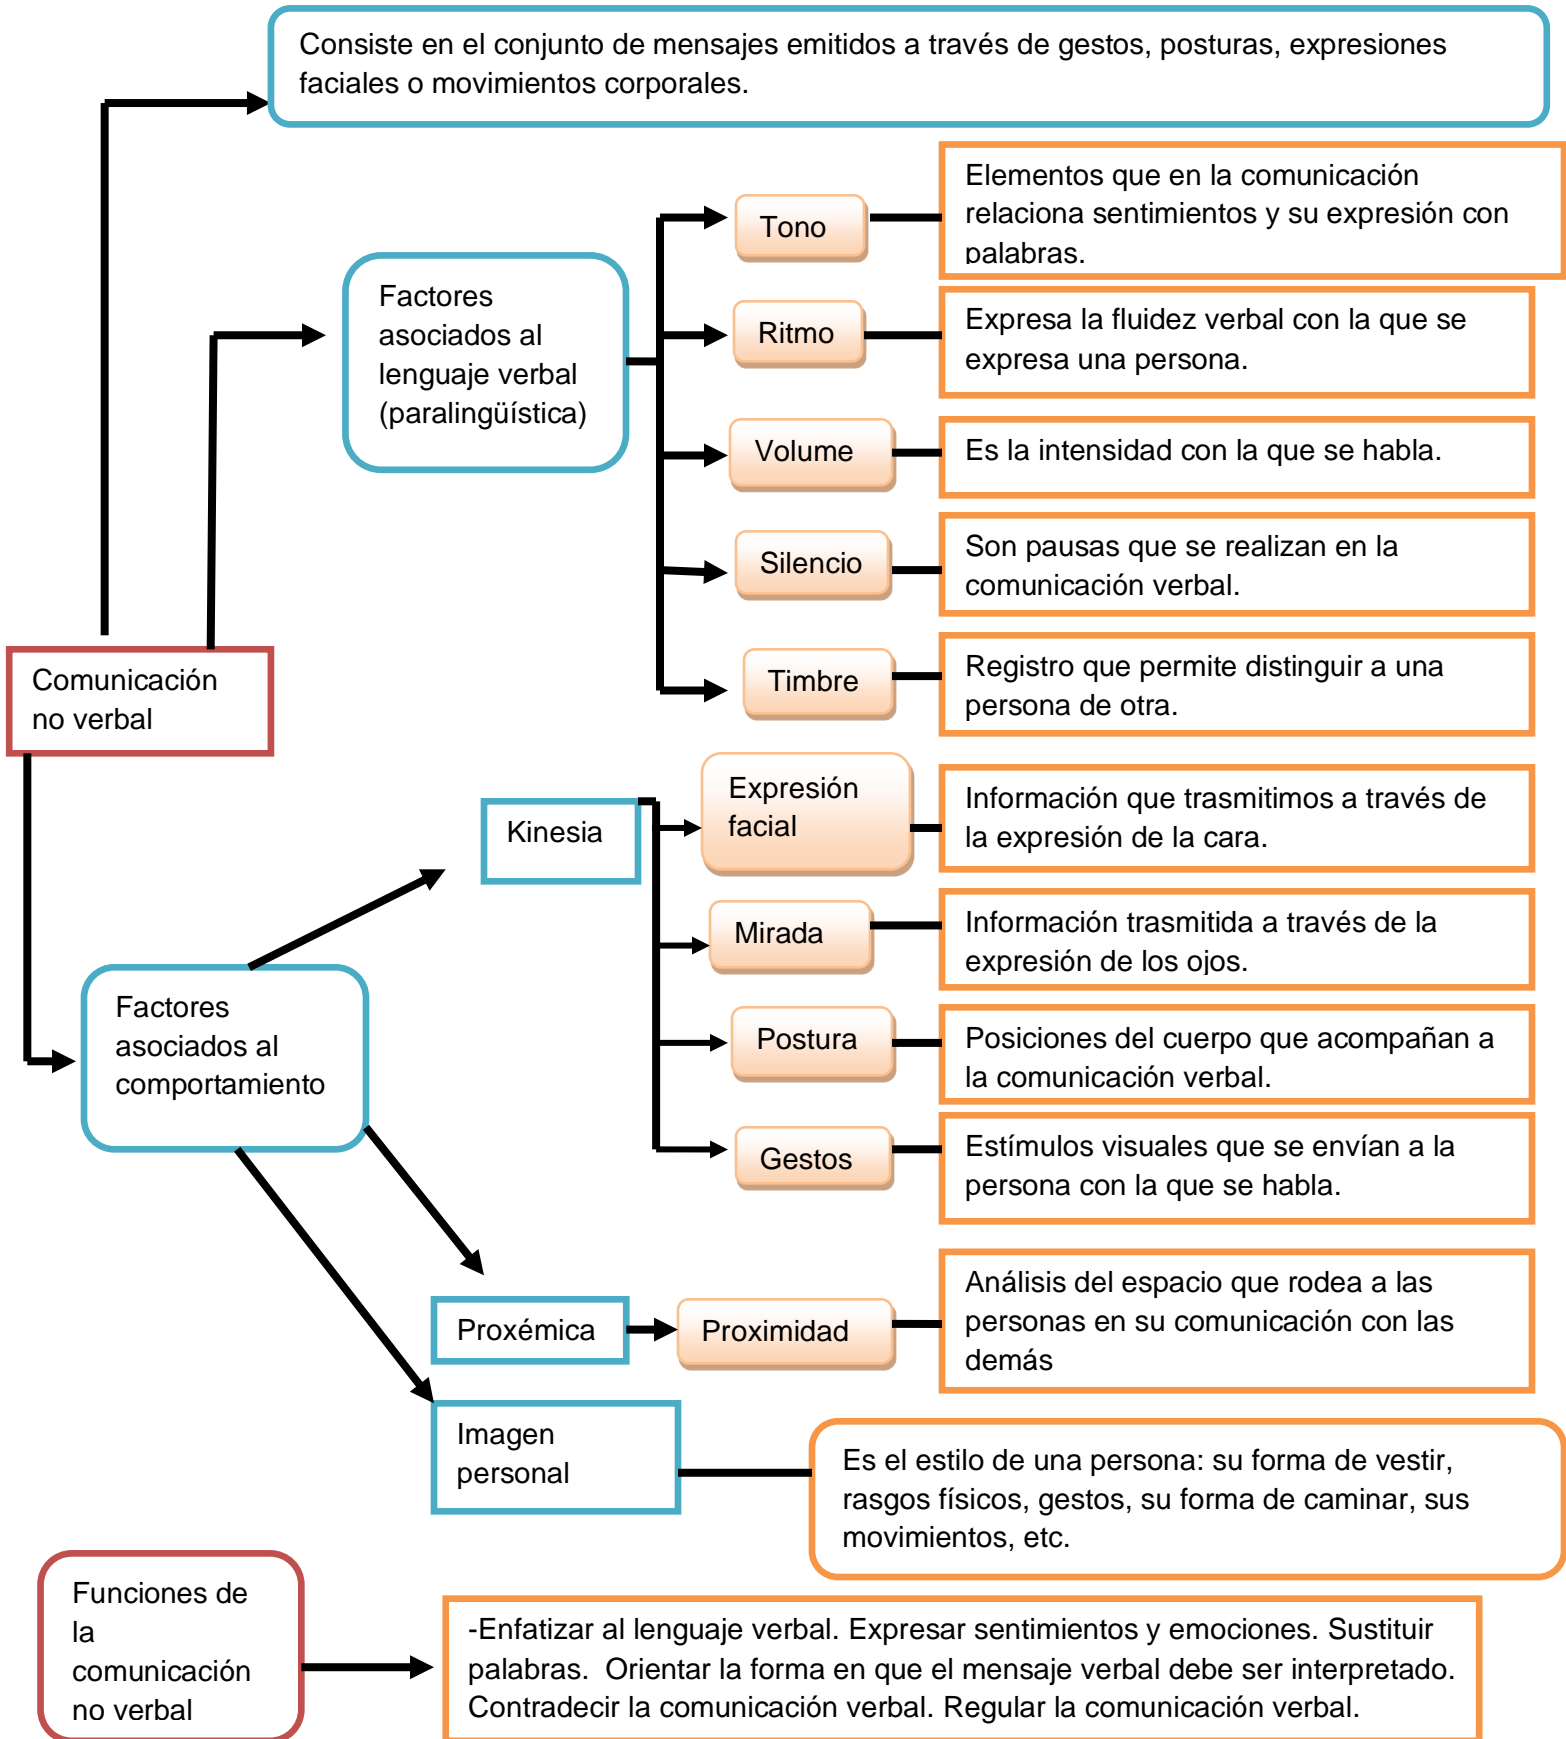 Consiste en el conjunto de mensajes emitidos a través de gestos, posturas, expresiones
faciales o movimientos corporales.
Tono
Elementos que en la comunicación
relaciona sentimientos y su expresión con
palabras.
Factores
asociados al
lenguaje verbal
(paralingüística)
Ritmo
Expresa la fluidez verbal con la que se
expresa una persona.
Volume
Es la intensidad con la que se habla.
Silencio
Son pausas que se realizan en la
comunicación verbal.
Timbre
Registro que permite distinguir a una
persona de otra.
Comunicación
no verbal
Kinesia
Expresión
facial
Información que trasmitimos a través de
la expresión de la cara.
Mirada
Información trasmitida a través de la
expresión de los ojos.
Factores
asociados al
comportamiento
Postura
Posiciones del cuerpo que acompañan a
la comunicación verbal.
Gestos
Estímulos visuales que se envían a la
persona con la que se habla.
Proxémica
Proximidad
Análisis del espacio que rodea a las
personas en su comunicación con las
demás
Imagen
personal
Es el estilo de una persona: su forma de vestir,
rasgos físicos, gestos, su forma de caminar, sus
movimientos, etc.
Funciones de
la
comunicación
no verbal
-Enfatizar al lenguaje verbal. Expresar sentimientos y emociones. Sustituir
palabras.  Orientar la forma en que el mensaje verbal debe ser interpretado.
Contradecir la comunicación verbal. Regular la comunicación verbal.